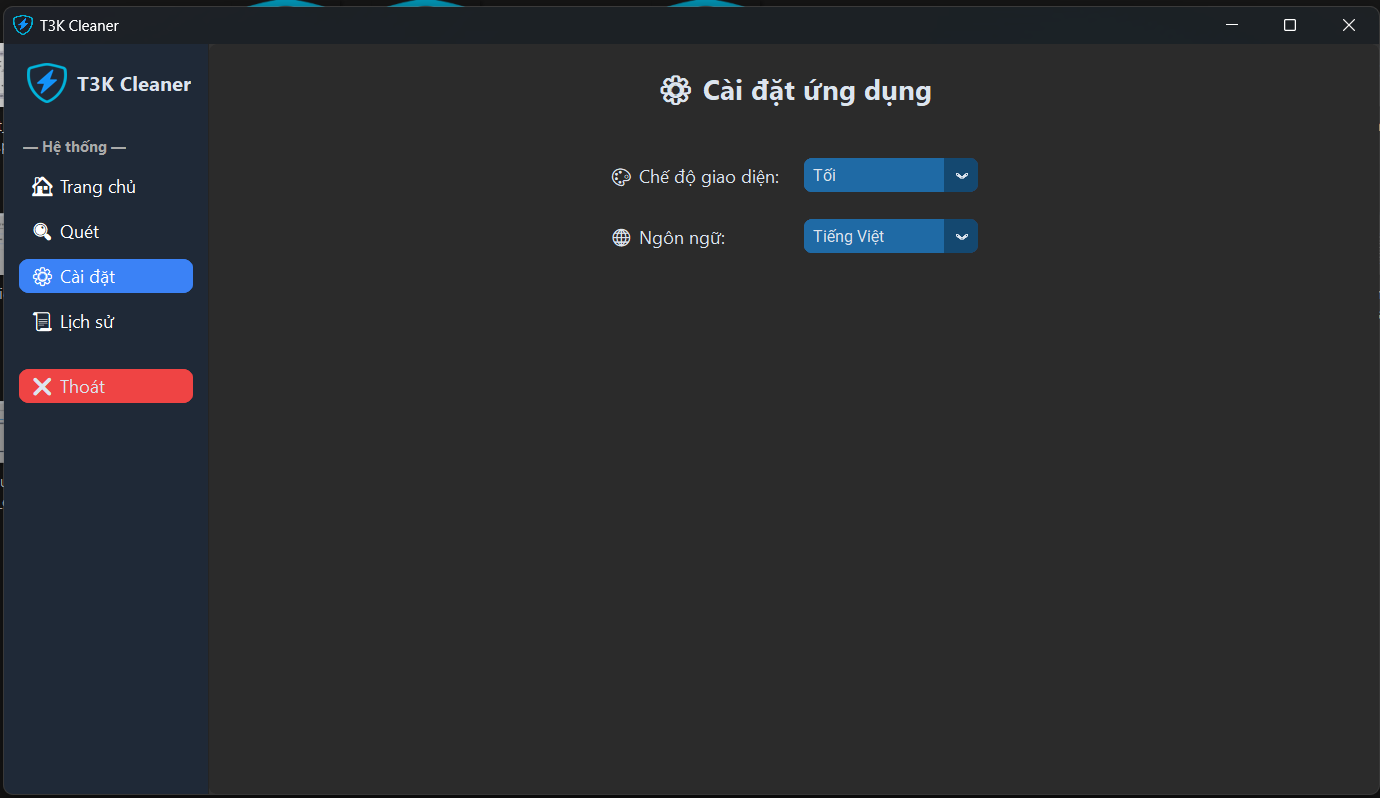 T3K Cleaner
T3K Cleaner
— Hệ thống —
Trang chủ
Quét
Cài đặt
Lịch sử
Thoát
Cài đặt ứng dụng
Chế độ giao diện: Tối
Ngôn ngữ: Tiếng Việt